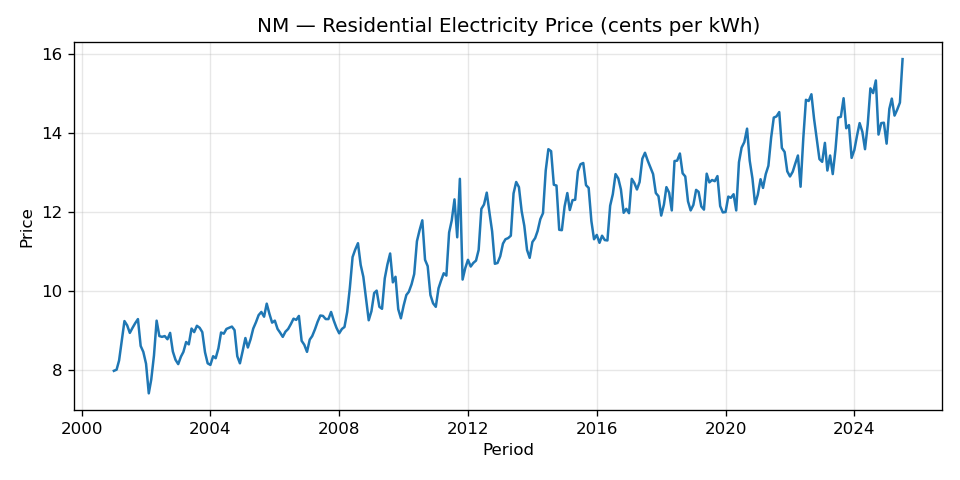 NM — Residential Electricity Price (cents per kWh)
Price
16
14
12
10
8
2000 2004 2008 2012 2016 2020 2024
Period